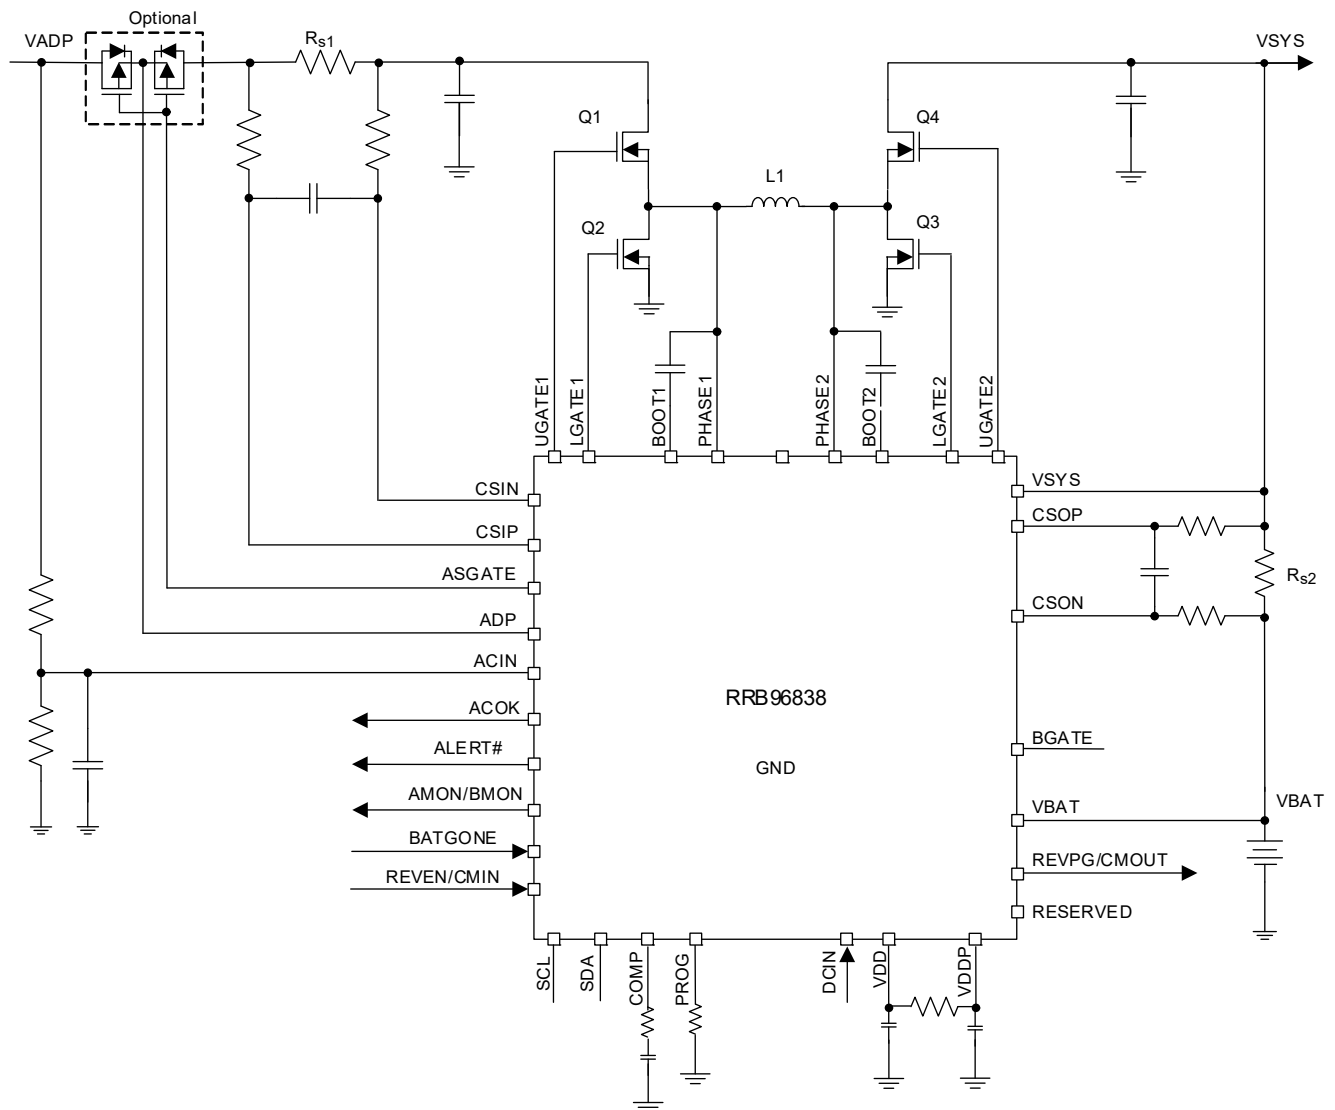 Optional
VADP
Rs1
VSYS
Q1
Q4
L1
Q2
Q3
UGATE1
LGATE1
BOOT1
PHASE1
PHASE2
BOOT2
LGATE2
UGATE2
CSIN
VSYS
CSIP
CSOP
ASGATE
Rs2
ADP
CSON
ACIN
RRB96838
ACOK
ALERT#
BGATE
GND
AMON/BMON
VBAT
VBAT
BATGONE
REVPG/CMOUT
REVEN/CMIN
RESERVED
SCL
SDA
COMP
PROG
DCIN
VDD
VDDP